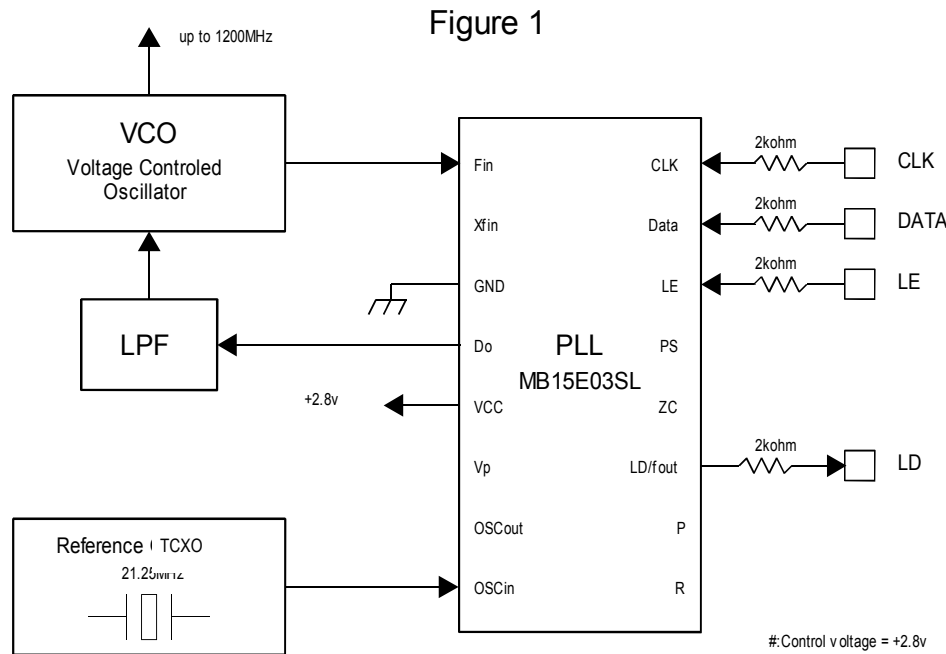 Figure 1
up to 1200MHz
VCO
Voltage Controled
Oscillator
LPF
+2.8v
Reference
TCXO
21.25MHz
Fin
Xfin
GND
Do
VCC
Vp
OSCout
OSCin
PLL
MB15E03SL
CLK
Data
LE
PS
ZC
LD/fout
P
R
2kohm
CLK
2kohm
DATA
2kohm
LE
2kohm
LD
#:Control voltage = +2.8v